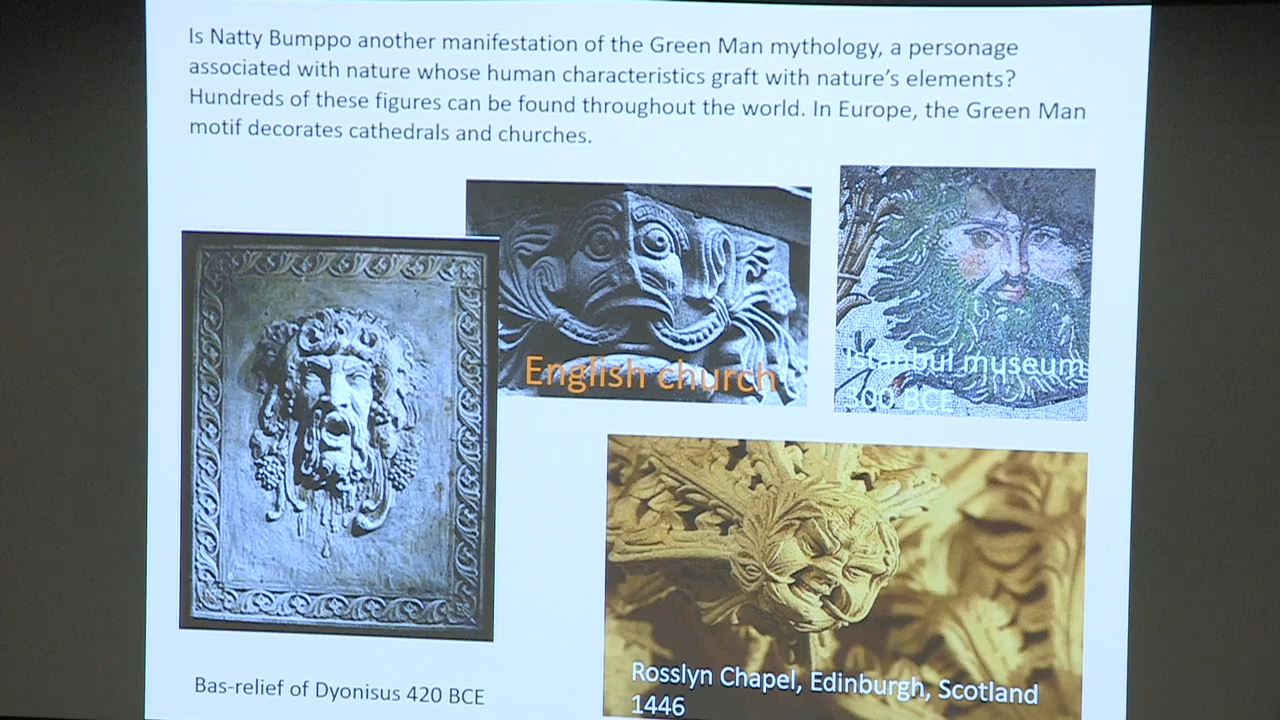 Is Natty Bumppo another manifestation of the Green Man mythology, a personage
associated with nature whose human characteristics graft with nature's elements?
Hundreds of these figures can be found throughout the world. In Europe, the Green Man
motif decorates cathedrals and churches.
English church
Istanbul museum
300 BCE
Bas-relief of Dyonisus 420 BCE
Rosslyn Chapel, Edinburgh, Scotland
1446